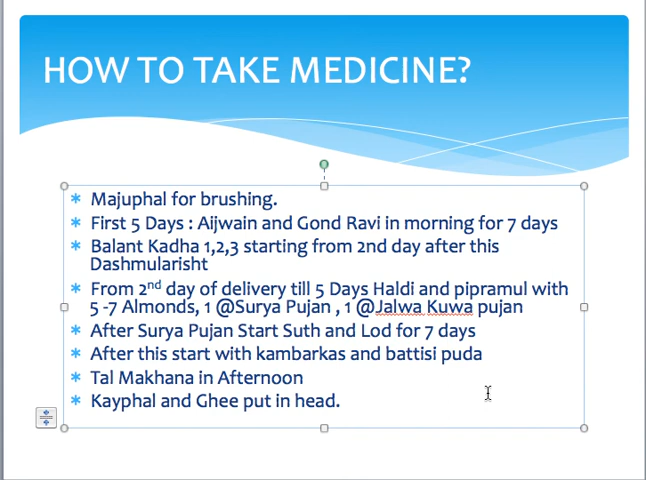 HOW TO TAKE MEDICINE?
Majuphal for brushing.
First 5 Days : Aijwain and Gond Ravi in morning for 7 days
Balant Kadha 1,2,3 starting from 2nd day after this
Dashmularisht
From 2nd day of delivery till 5 Days Haldi and pipramul with
5 -7 Almonds, 1 @Surya Pujan , 1 @Jalwa Kuwa pujan
After Surya Pujan Start Suth and Lod for 7 days
After this start with kambarkas and battisi puda
Tal Makhana in Afternoon
Kayphal and Ghee put in head.